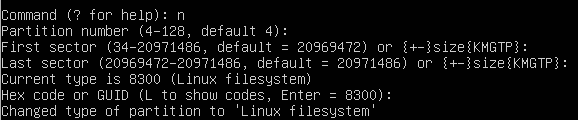 Command (? for help): n
Partition number (4-128, default 4):
First sector (34-20971486, default = 20969472) or {+-}size{KMGTP}:
Last sector (20969472-20971486, default = 20971486) or {+-}size{KMGTP}:
Current type is 8300 (Linux filesystem)
Hex code or GUID (L to show codes, Enter = 8300):
Changed type of partition to 'Linux filesystem'